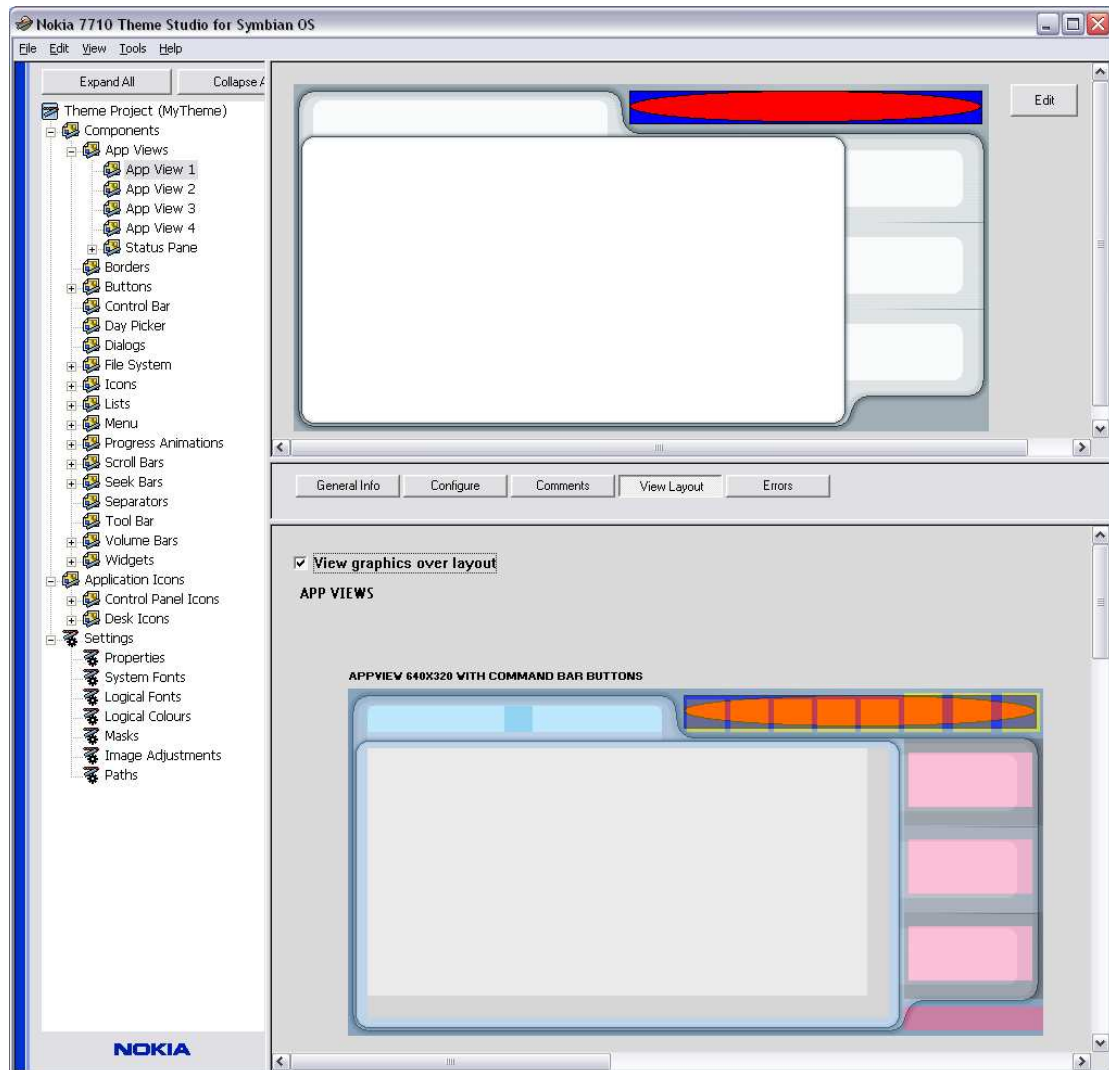 Nokia 7710 Theme Studio for Symbian OS
File Edit View Tools Help
Expand All Collapse A
Theme Project (MyTheme)
Components
App Views
App View 1
App View 2
App View 3
App View 4
Status Pane
Borders
Buttons
Control Bar
Day Picker
Dialogs
File System
Icons
Lists
Menu
Progress Animations
Scroll Bars
Seek Bars
Separators
Tool Bar
Volume Bars
Widgets
Application Icons
Control Panel Icons
Desk Icons
Settings
Properties
System Fonts
Logical Fonts
Logical Colours
Masks
Image Adjustments
Paths
NOKIA
Edit
General Info Configure Comments View Layout Errors
View graphics over layout
APP VIEWS
APPVIEW 640X320 WITH COMMAND BAR BUTTONS